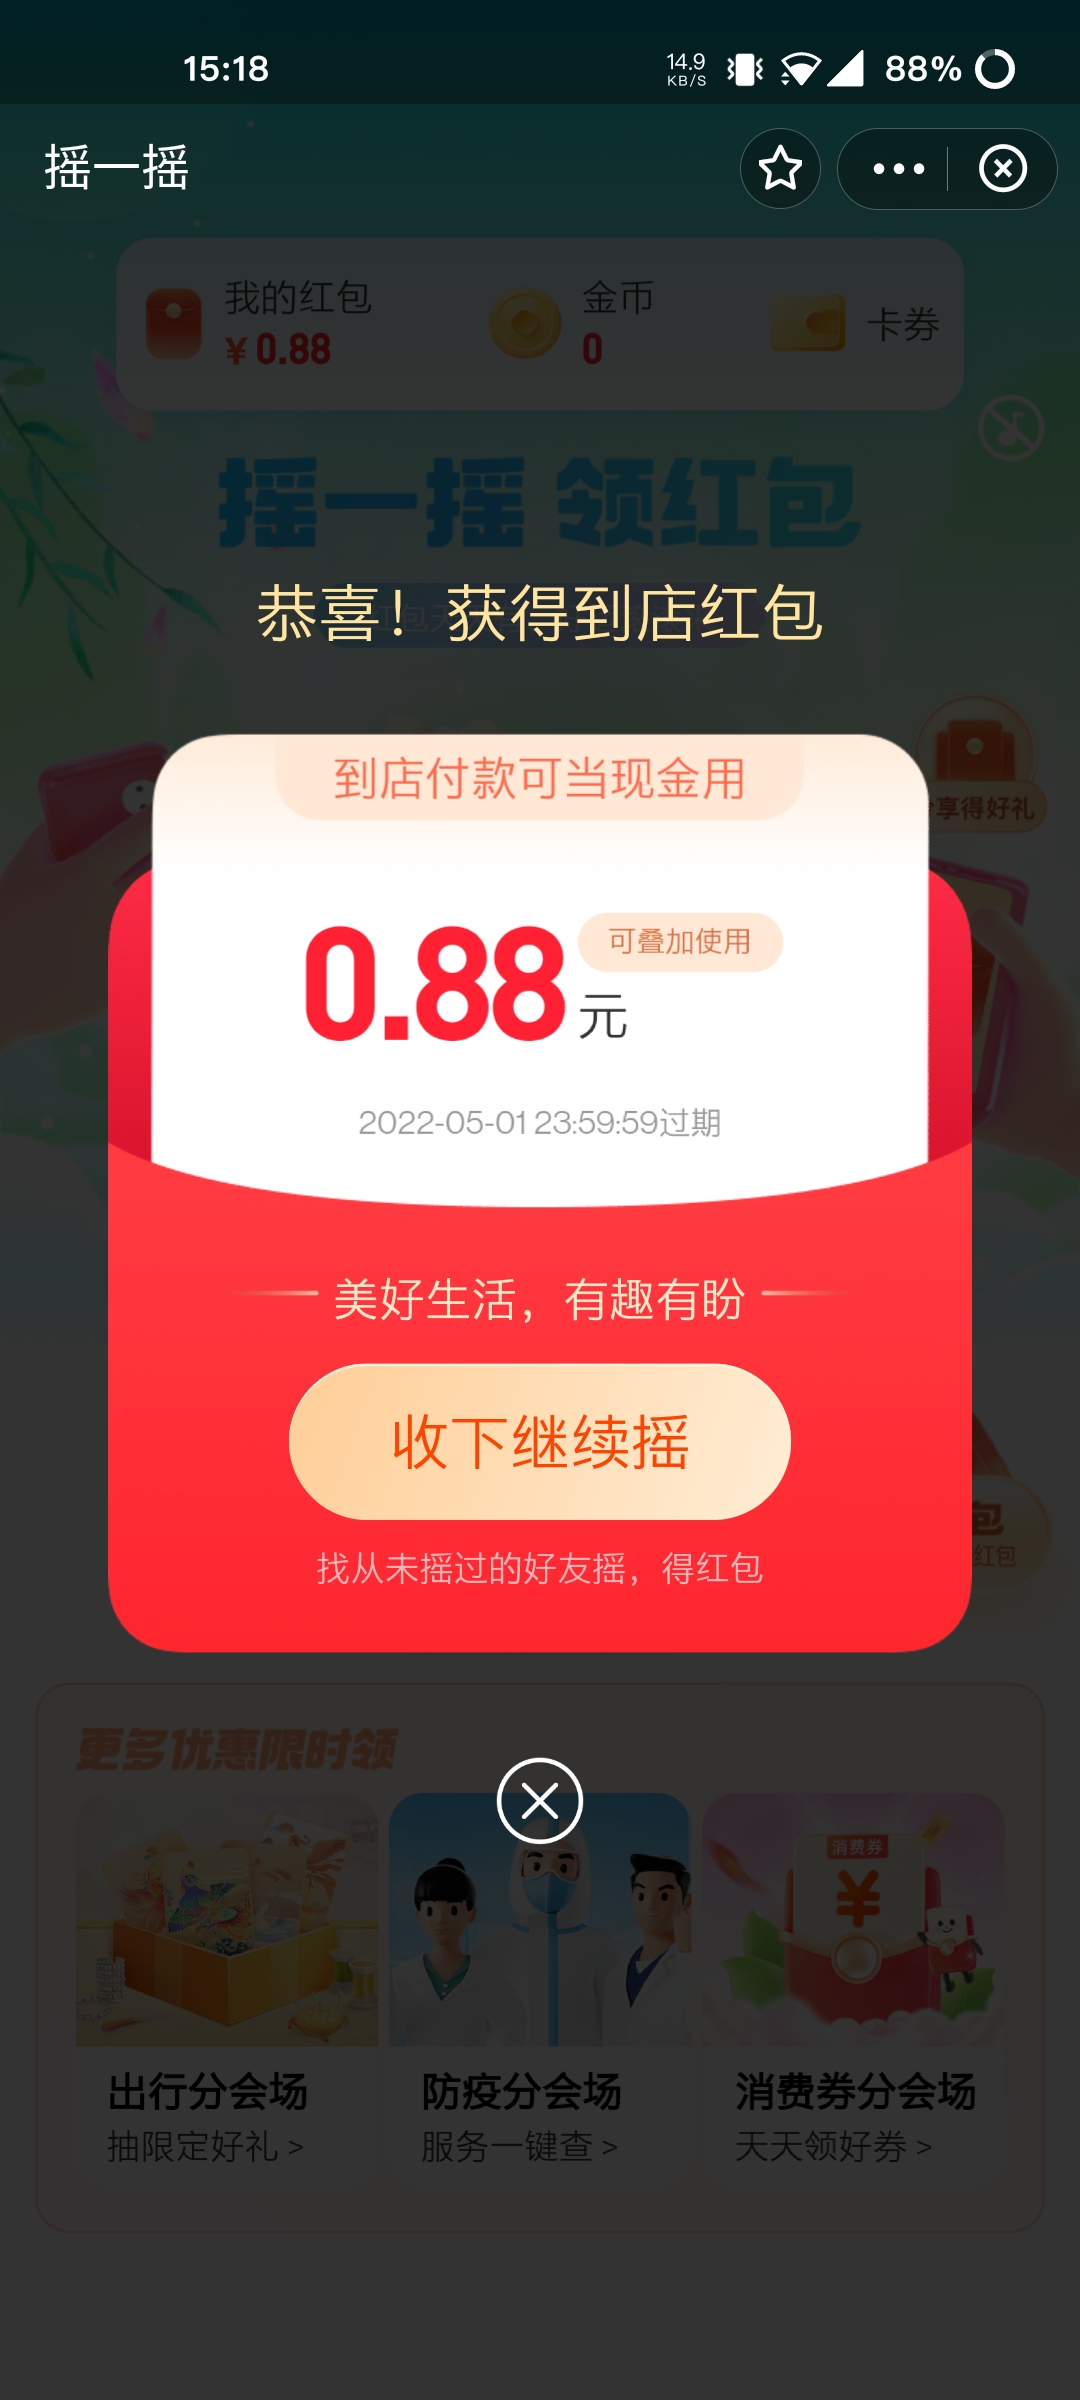 15:18
14.9
KB/S
88%
摇一摇
我的红包
¥0.88
金币
0
卡券
摇一摇 领红包
恭喜！获得到店红包
享得好礼
到店付款可当现金用
0.88
可叠加使用
元
2022-05-01 23:59:59过期
美好生活，有趣有盼
收下继续摇
包
红包
找从未摇过的好友摇，得红包
更多优惠限时领
消费券
¥
出行分会场
抽限定好礼 >
防疫分会场
服务一键查 >
消费券分会场
天天领好券 >